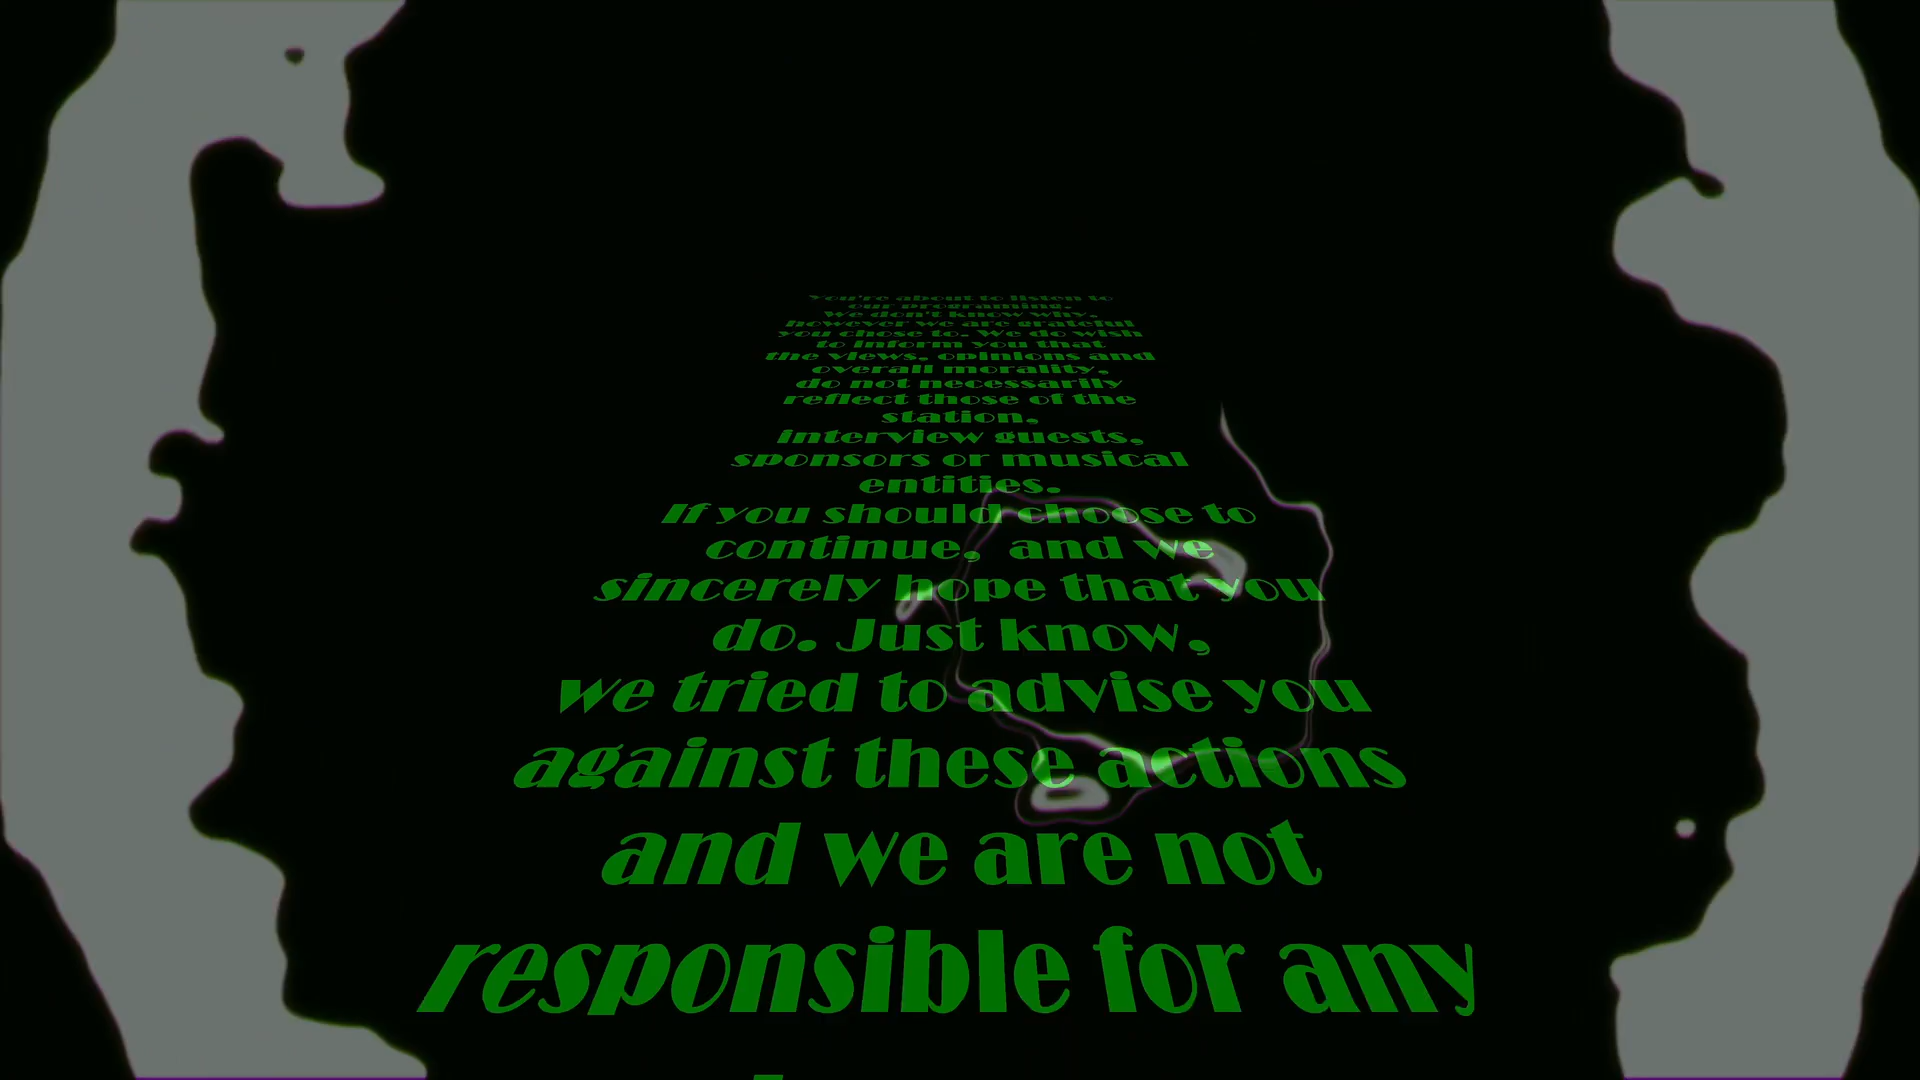 You're about to listen to
our programing.
We don't know why,
however we are grateful
you chose to. We do wish
to inform you that
the views, opinions and
overall morality,
do not necessarily
reflect those of the
station,
interview guests,
sponsors or musical
entities.
If you should choose to
continue, and we
sincerely hope that you
do. Just know,
we tried to advise you
against these actions
and we are not
responsible for any